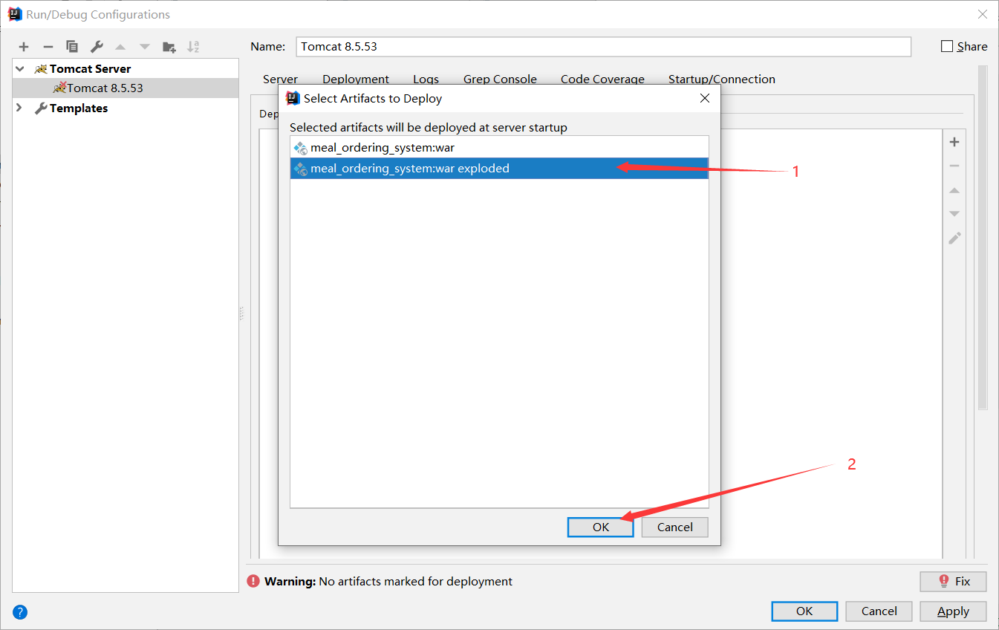 Run/Debug Configurations
Name: Tomcat 8.5.53
Share
Tomcat Server
Tomcat 8.5.53
Templates
Server Deployment Logs Grep Console Code Coverage Startup/Connection
Dep
Select Artifacts to Deploy
Selected artifacts will be deployed at server startup
meal_ordering_system:war
meal_ordering_system:war exploded
1
2
OK Cancel
Warning: No artifacts marked for deployment
Fix
?
OK Cancel Apply